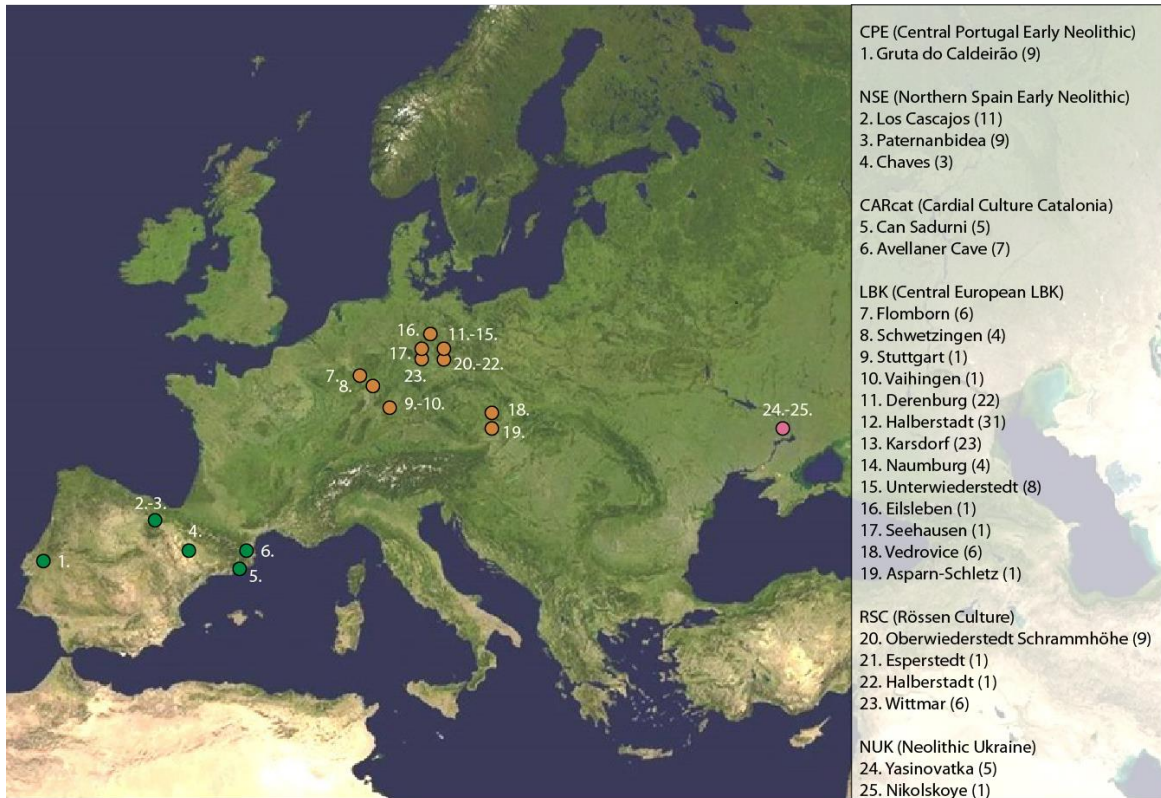 CPE (Central Portugal Early Neolithic)
1. Gruta do Caldeirão (9)
NSE (Northern Spain Early Neolithic)
2. Los Cascajos (11)
3. Paternanbidea (9)
4. Chaves (3)
CARcat (Cardial Culture Catalonia)
5. Can Sadurni (5)
6. Avellaner Cave (7)
LBK (Central European LBK)
7. Flomborn (6)
8. Schwetzingen (4)
9. Stuttgart (1)
10. Vaihingen (1)
11. Derenburg (22)
12. Halberstadt (31)
13. Karsdorf (23)
14. Naumburg (4)
15. Unterwiederstedt (8)
16. Eilsleben (1)
17. Seehausen (1)
18. Vedrovice (6)
19. Asparn-Schletz (1)
RSC (Rössen Culture)
20. Oberwiederstedt Schrammhöhe (9)
21. Esperstedt (1)
22. Halberstadt (1)
23. Wittmar (6)
NUK (Neolithic Ukraine)
24. Yasinovatka (5)
25. Nikolskoye (1)
16.
11.-15.
17.
20.-22.
23.
7.
8.
9.-10.
18.
19.
24.-25.
2.-3.
4.
6.
1.
5.